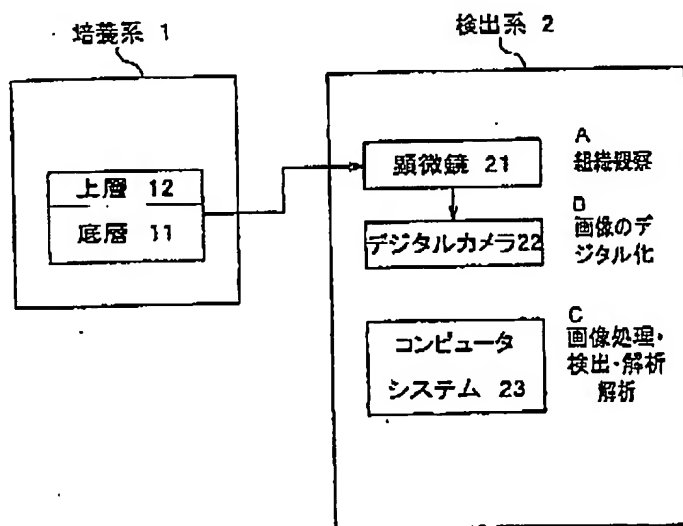 培養系 1
検出系 2
上層 12
底層 11
顕微鏡 21
A
組織観察
デジタルカメラ22
B
画像のデ
ジタル化
コンピュータ
システム 23
C
画像処理・
検出・解析
解析